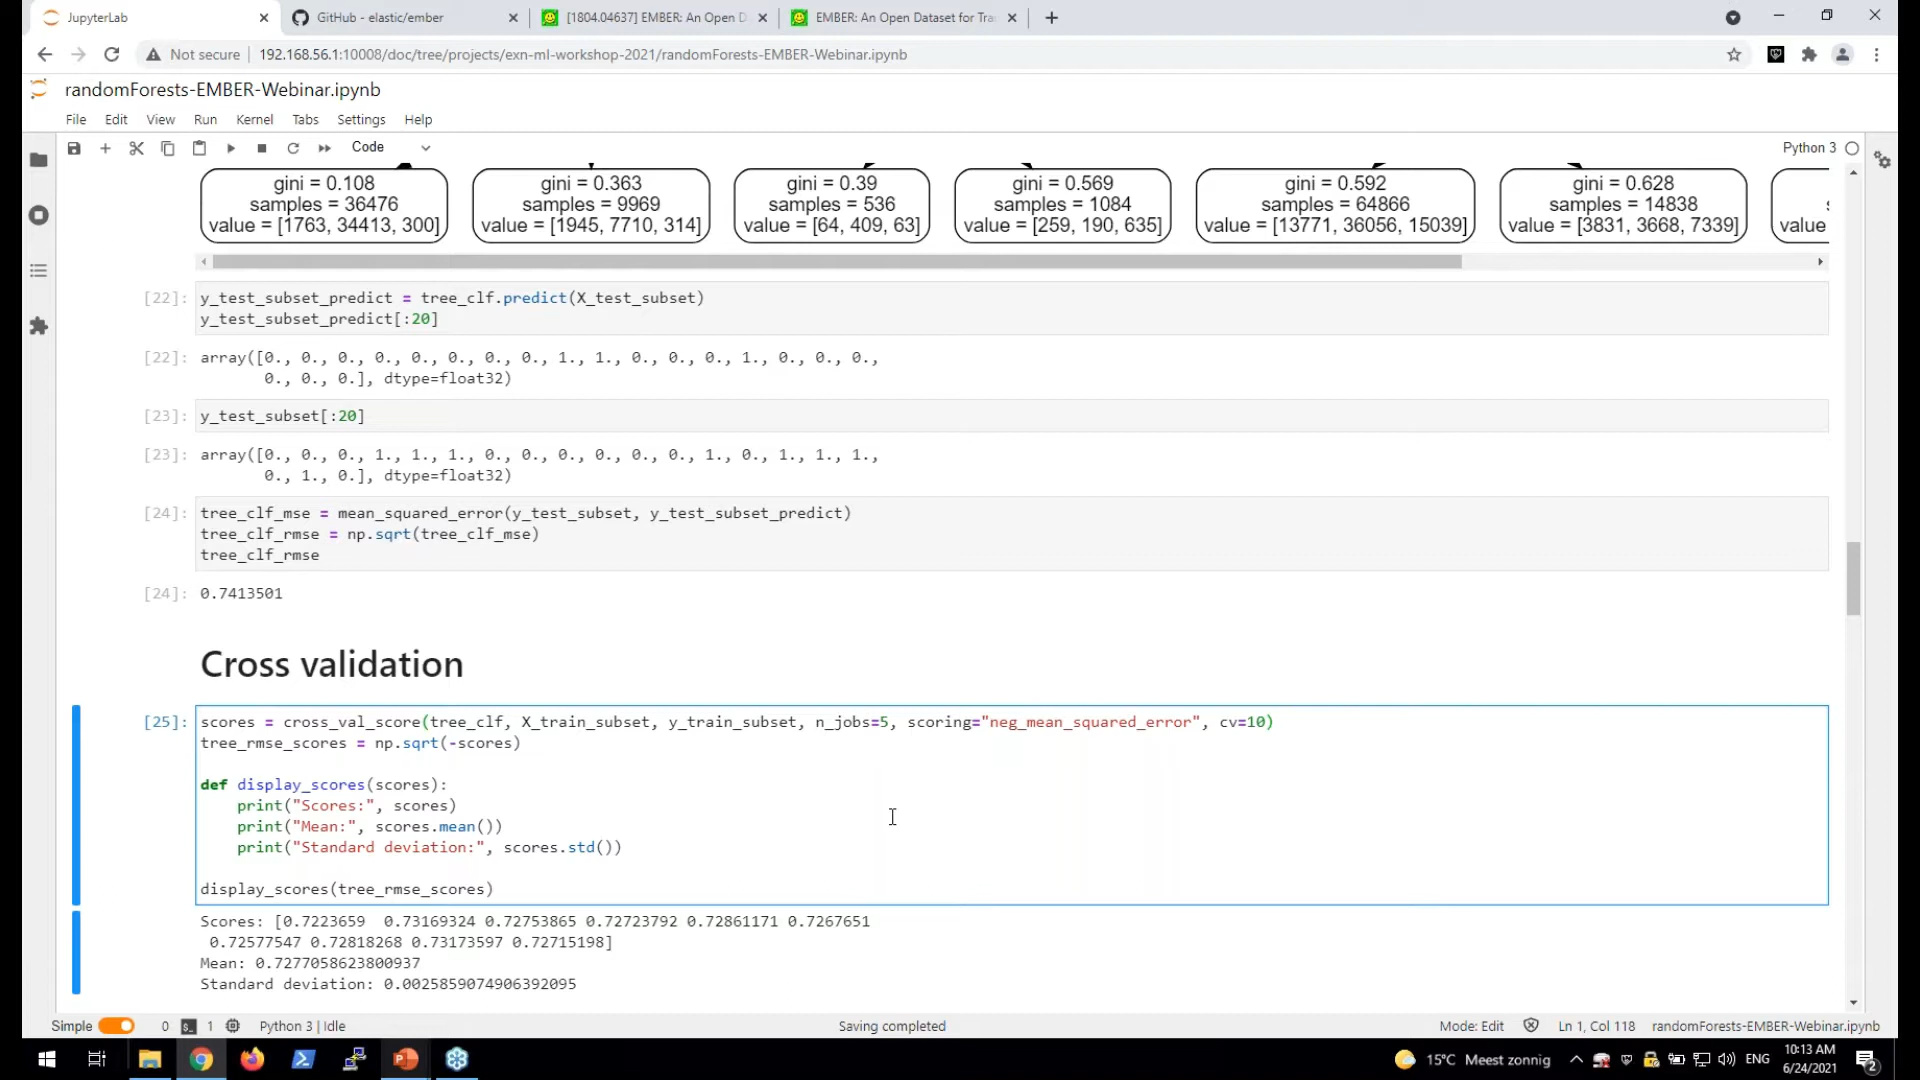 JupyterLab
GitHub - elastic/ember
[1804.04637] EMBER: An Open D
EMBER: An Open Dataset for Tra
Not secure
192.168.56.1:10008/doc/tree/projects/exn-ml-workshop-2021/randomForests-EMBER-Webinar.ipynb
randomForests-EMBER-Webinar.ipynb
File Edit View Run Kernel Tabs Settings Help
Code
Python 3
gini = 0.108
samples = 36476
value = [1763, 34413, 300]
gini = 0.363
samples = 9969
value = [1945, 7710, 314]
gini = 0.39
samples = 536
value = [64, 409, 63]
gini = 0.569
samples = 1084
value = [259, 190, 635]
gini = 0.592
samples = 64866
value = [13771, 36056, 15039]
gini = 0.628
samples = 14838
value = [3831, 3668, 7339]
value
[22]: y_test_subset_predict = tree_clf.predict(X_test_subset)
y_test_subset_predict[:20]
[22]: array([0., 0., 0., 0., 0., 0., 0., 0., 1., 1., 0., 0., 0., 1., 0., 0., 0.,
0., 0., 0.], dtype=float32)
[23]: y_test_subset[:20]
[23]: array([0., 0., 0., 1., 1., 1., 0., 0., 0., 0., 0., 0., 1., 0., 1., 1., 1.,
0., 1., 0.], dtype=float32)
[24]: tree_clf_mse = mean_squared_error(y_test_subset, y_test_subset_predict)
tree_clf_rmse = np.sqrt(tree_clf_mse)
tree_clf_rmse
[24]: 0.7413501
Cross validation
[25]: scores = cross_val_score(tree_clf, X_train_subset, y_train_subset, n_jobs=5, scoring="neg_mean_squared_error", cv=10)
tree_rmse_scores = np.sqrt(-scores)
def display_scores(scores):
print("Scores:", scores)
print("Mean:", scores.mean())
print("Standard deviation:", scores.std())
display_scores(tree_rmse_scores)
Scores: [0.7223659 0.73169324 0.72753865 0.72723792 0.72861171 0.7267651
0.72577547 0.72818268 0.73173597 0.72715198]
Mean: 0.7277058623800937
Standard deviation: 0.0025859074906392095
Simple 0 1 Python 3 | Idle
Saving completed
Mode: Edit Ln 1, Col 118 randomForests-EMBER-Webinar.ipynb
15°C Meest zonnig
ENG
10:13 AM
6/24/2021
2